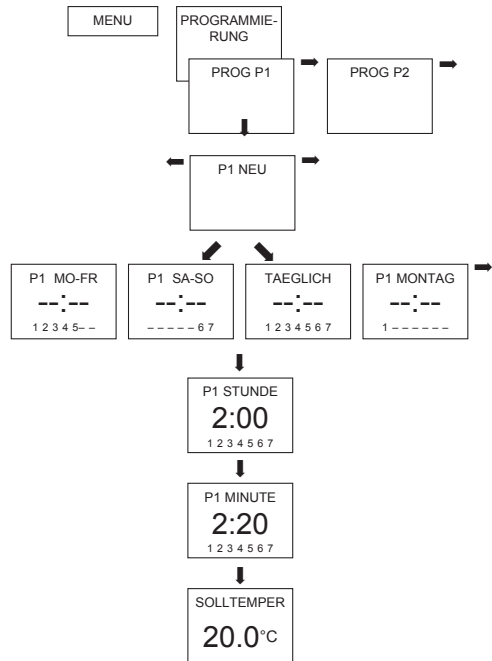 MENU
PROGRAMMIE-
RUNG
PROG P1
PROG P2
P1 NEU
P1 MO-FR
--:--
1 2 3 4 5 – –
P1 SA-SO
--:--
– – – – – 6 7
TAEGLICH
--:--
1 2 3 4 5 6 7
P1 MONTAG
--:--
1 – – – – – –
P1 STUNDE
2:00
1 2 3 4 5 6 7
P1 MINUTE
2:20
1 2 3 4 5 6 7
SOLLTEMPER
20.0°C